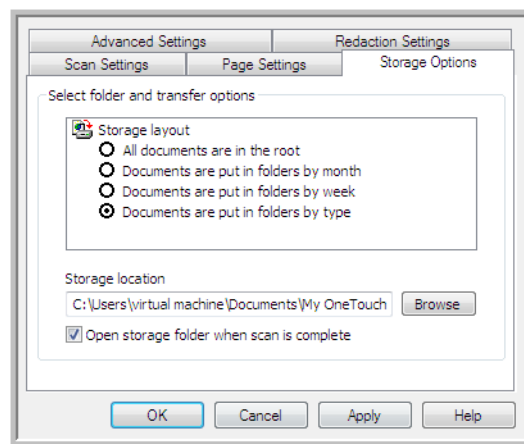 Advanced Settings Redaction Settings
Scan Settings Page Settings Storage Options
Select folder and transfer options
Storage layout
All documents are in the root
Documents are put in folders by month
Documents are put in folders by week
Documents are put in folders by type
Storage location
C:\Users\virtual machine\Documents\My OneTouch Browse
Open storage folder when scan is complete
OK Cancel Apply Help